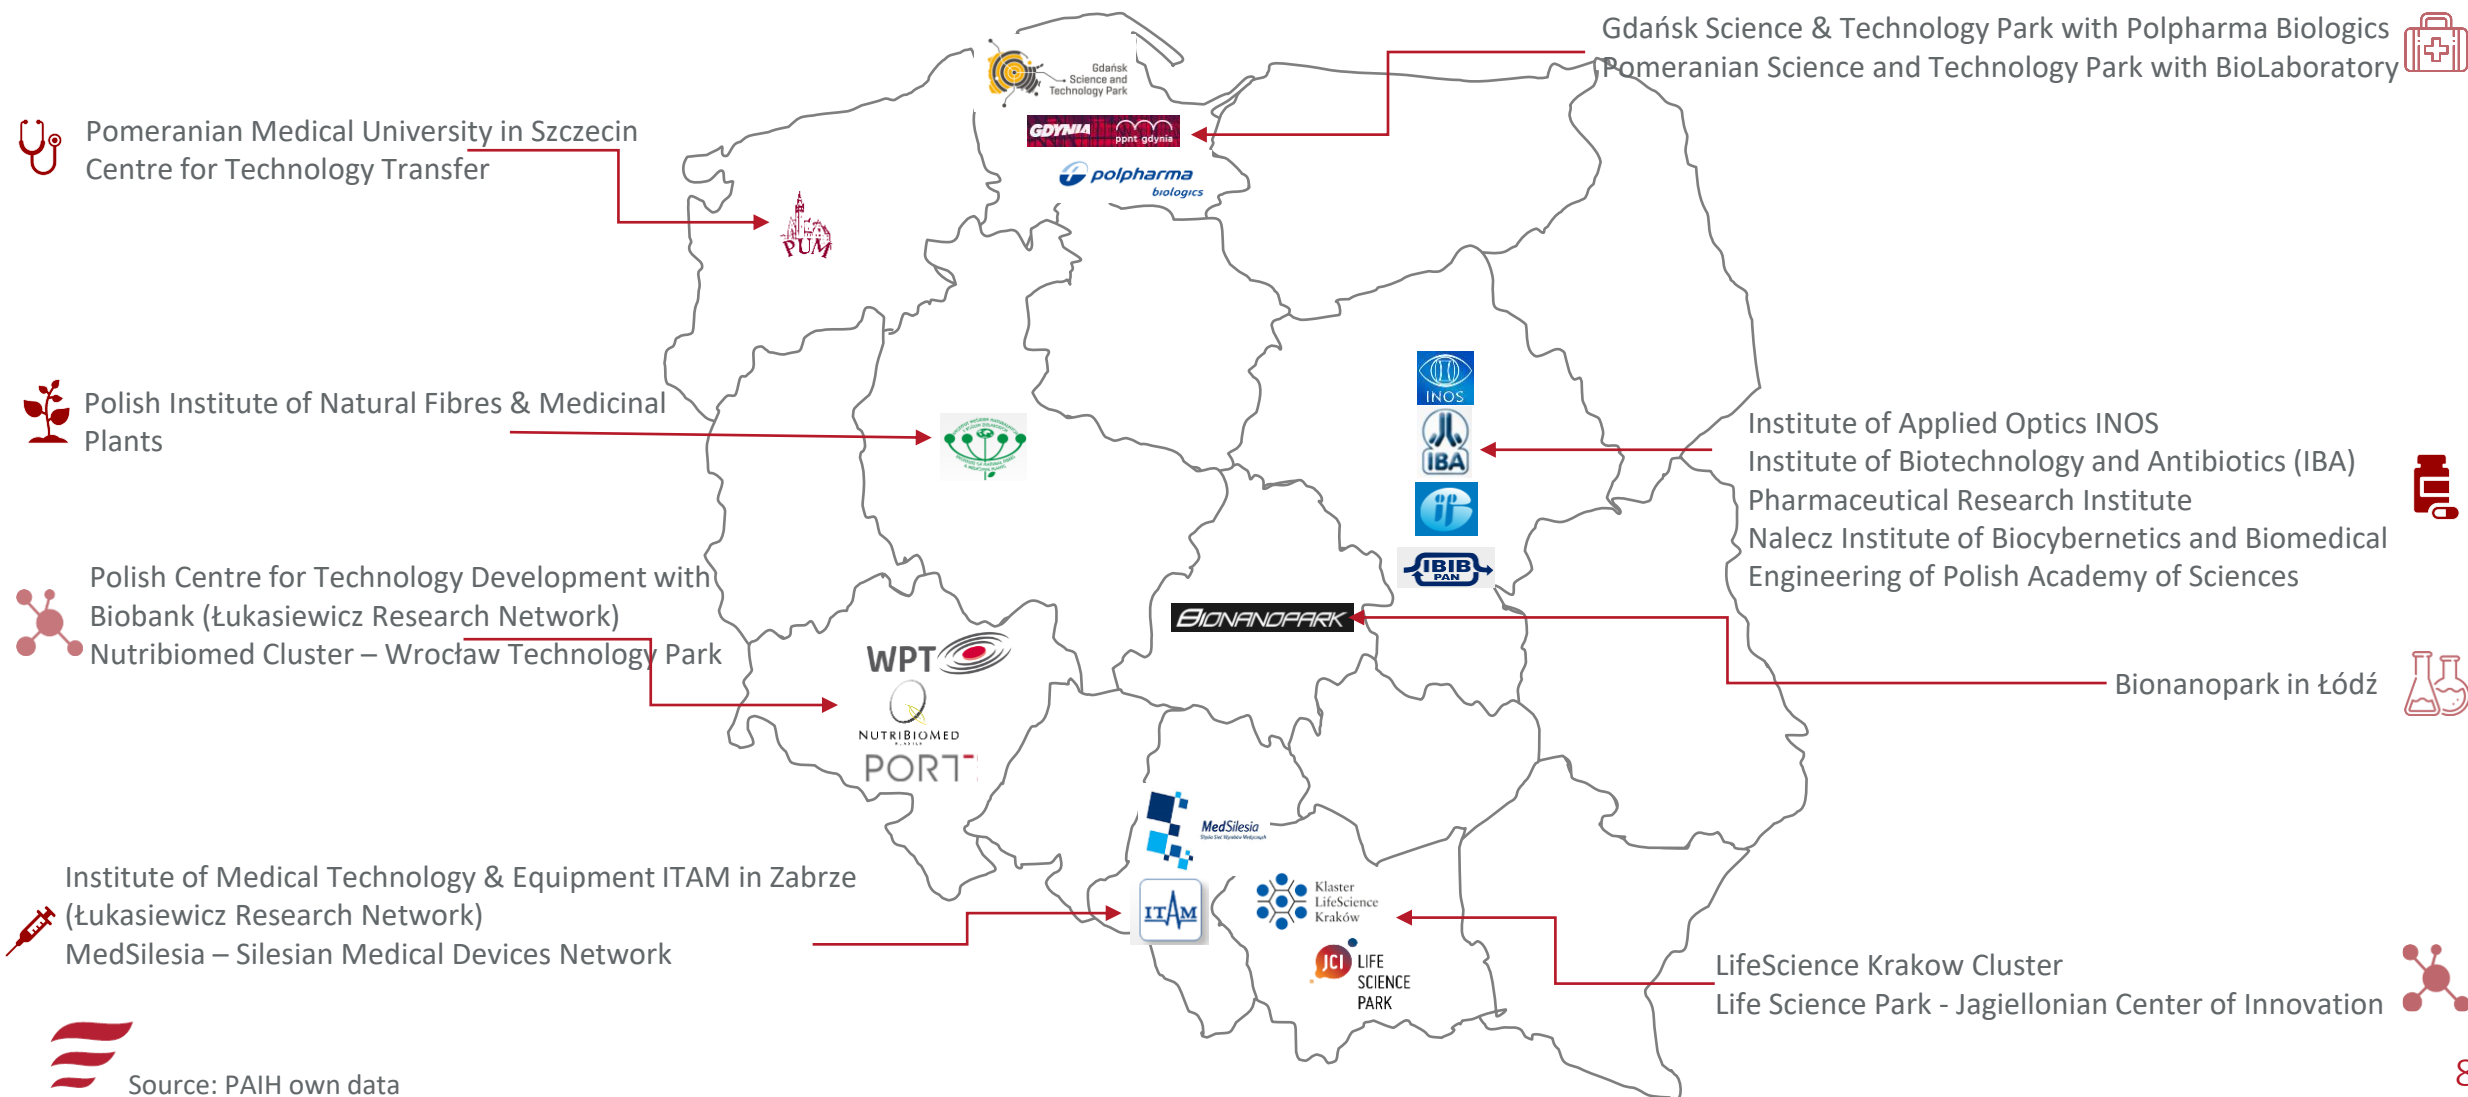 Gdańsk Science & Technology Park with Polpharma Biologics
Pomeranian Science and Technology Park with BioLaboratory
Gdańsk
Science and
Technology Park
GDYNIA
ppnt gdynia
polpharma
biologics
Pomeranian Medical University in Szczecin
Centre for Technology Transfer
PUM
Polish Institute of Natural Fibres & Medicinal
Plants
INOS
IBA
if
IBIB
PAN
Institute of Applied Optics INOS
Institute of Biotechnology and Antibiotics (IBA)
Pharmaceutical Research Institute
Nalecz Institute of Biocybernetics and Biomedical
Engineering of Polish Academy of Sciences
Polish Centre for Technology Development with
Biobank (Łukasiewicz Research Network)
Nutribiomed Cluster – Wrocław Technology Park
BIONANOPARK
WPT
NUTRIBIOMED
PORT
Bionanopark in Łódź
MedSilesia
Institute of Medical Technology & Equipment ITAM in Zabrze
(Łukasiewicz Research Network)
MedSilesia – Silesian Medical Devices Network
ITAM
Klaster
LifeScience
Kraków
JCI LIFE
SCIENCE
PARK
LifeScience Krakow Cluster
Life Science Park - Jagiellonian Center of Innovation
Source: PAIH own data
8